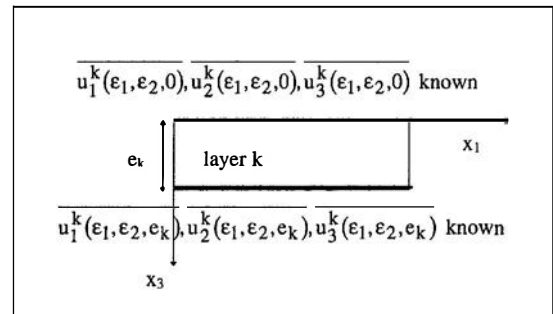 u₁ᵏ(ε₁,ε₂,0),u₂ᵏ(ε₁,ε₂,0),u₃ᵏ(ε₁,ε₂,0) known
x₁
eₖ layer k
u₁ᵏ(ε₁,ε₂,eₖ),u₂ᵏ(ε₁,ε₂,eₖ),u₃ᵏ(ε₁,ε₂,eₖ) known
x₃